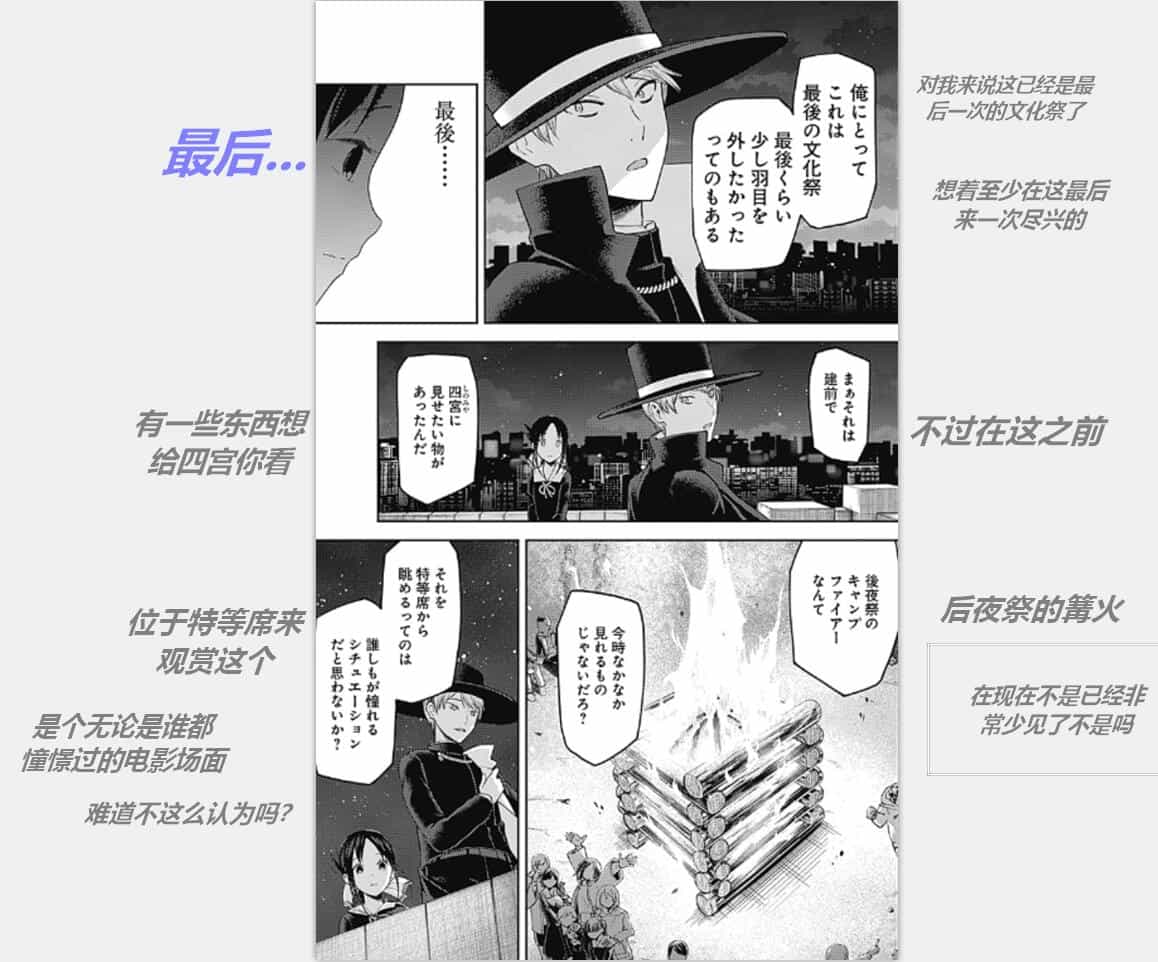 俺にとって
これは
最後の文化祭
最後くらい
少し羽目を
外したかった
ってのもある
最後……
对我来说这已经是最
后一次的文化祭了
想着至少在这最后
来一次尽兴的
最后...
まぁそれは
建前で
四宮に
しのみや
見せたい物が
あったんだ
不过在这之前
有一些东西想
给四宫你看
後夜祭の
キャンプ
ファイアー
なんて
今時なかなか
見れるもの
じゃないだろ?
それを
特等席から
眺めるってのは
誰しもが憧れる
シチュエーション
だと思わないか?
后夜祭的篝火
在现在不是已经非
常少见了不是吗
位于特等席来
观赏这个
是个无论是谁都
憧憬过的电影场面
难道不这么认为吗?